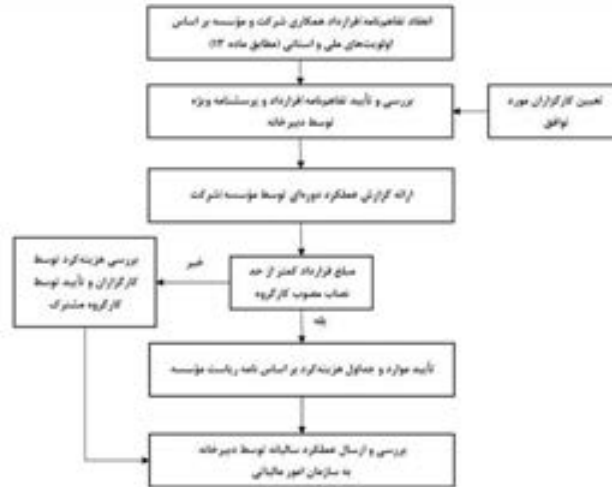 انعقاد تفاهم‌نامه/قرارداد همکاری شرکت و مؤسسه بر اساس
اولویت‌های ملی و استانی (مطابق ماده ۱۳)
بررسی و تأیید تفاهم‌نامه/قرارداد و پرسشنامه ویژه
توسط دبیرخانه
تعیین کارگزاران مورد
توافق
ارائه گزارش عملکرد دوره‌ای توسط مؤسسه/شرکت
مبلغ قرارداد کمتر از حد
نصاب مصوب کارگروه
خیر
بررسی هزینه‌کرد توسط
کارگزاران و تأیید توسط
کارگروه مشترک
بله
تأیید موارد و جداول هزینه‌کرد بر اساس نامه ریاست مؤسسه
بررسی و ارسال عملکرد سالیانه توسط دبیرخانه
به سازمان امور مالیاتی